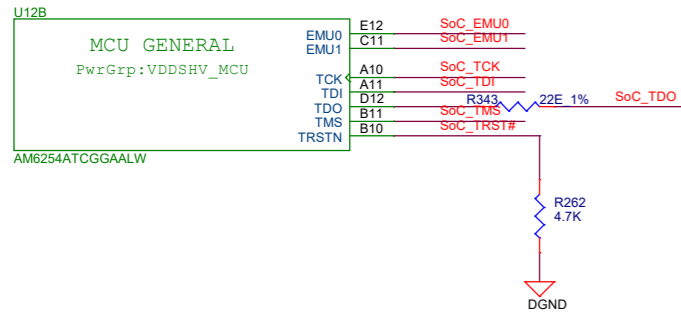 U12B
MCU GENERAL
PwrGrp:VDDSHV_MCU
EMU0 E12 SoC_EMU0
EMU1 C11 SoC_EMU1
TCK A10 SoC_TCK
TDI A11 SoC_TDI
TDO D12 R343 22E_1% SoC_TDO
TMS B11 SoC_TMS
TRSTN B10 SoC_TRST#
AM6254ATCGGAALW
R262
4.7K
DGND